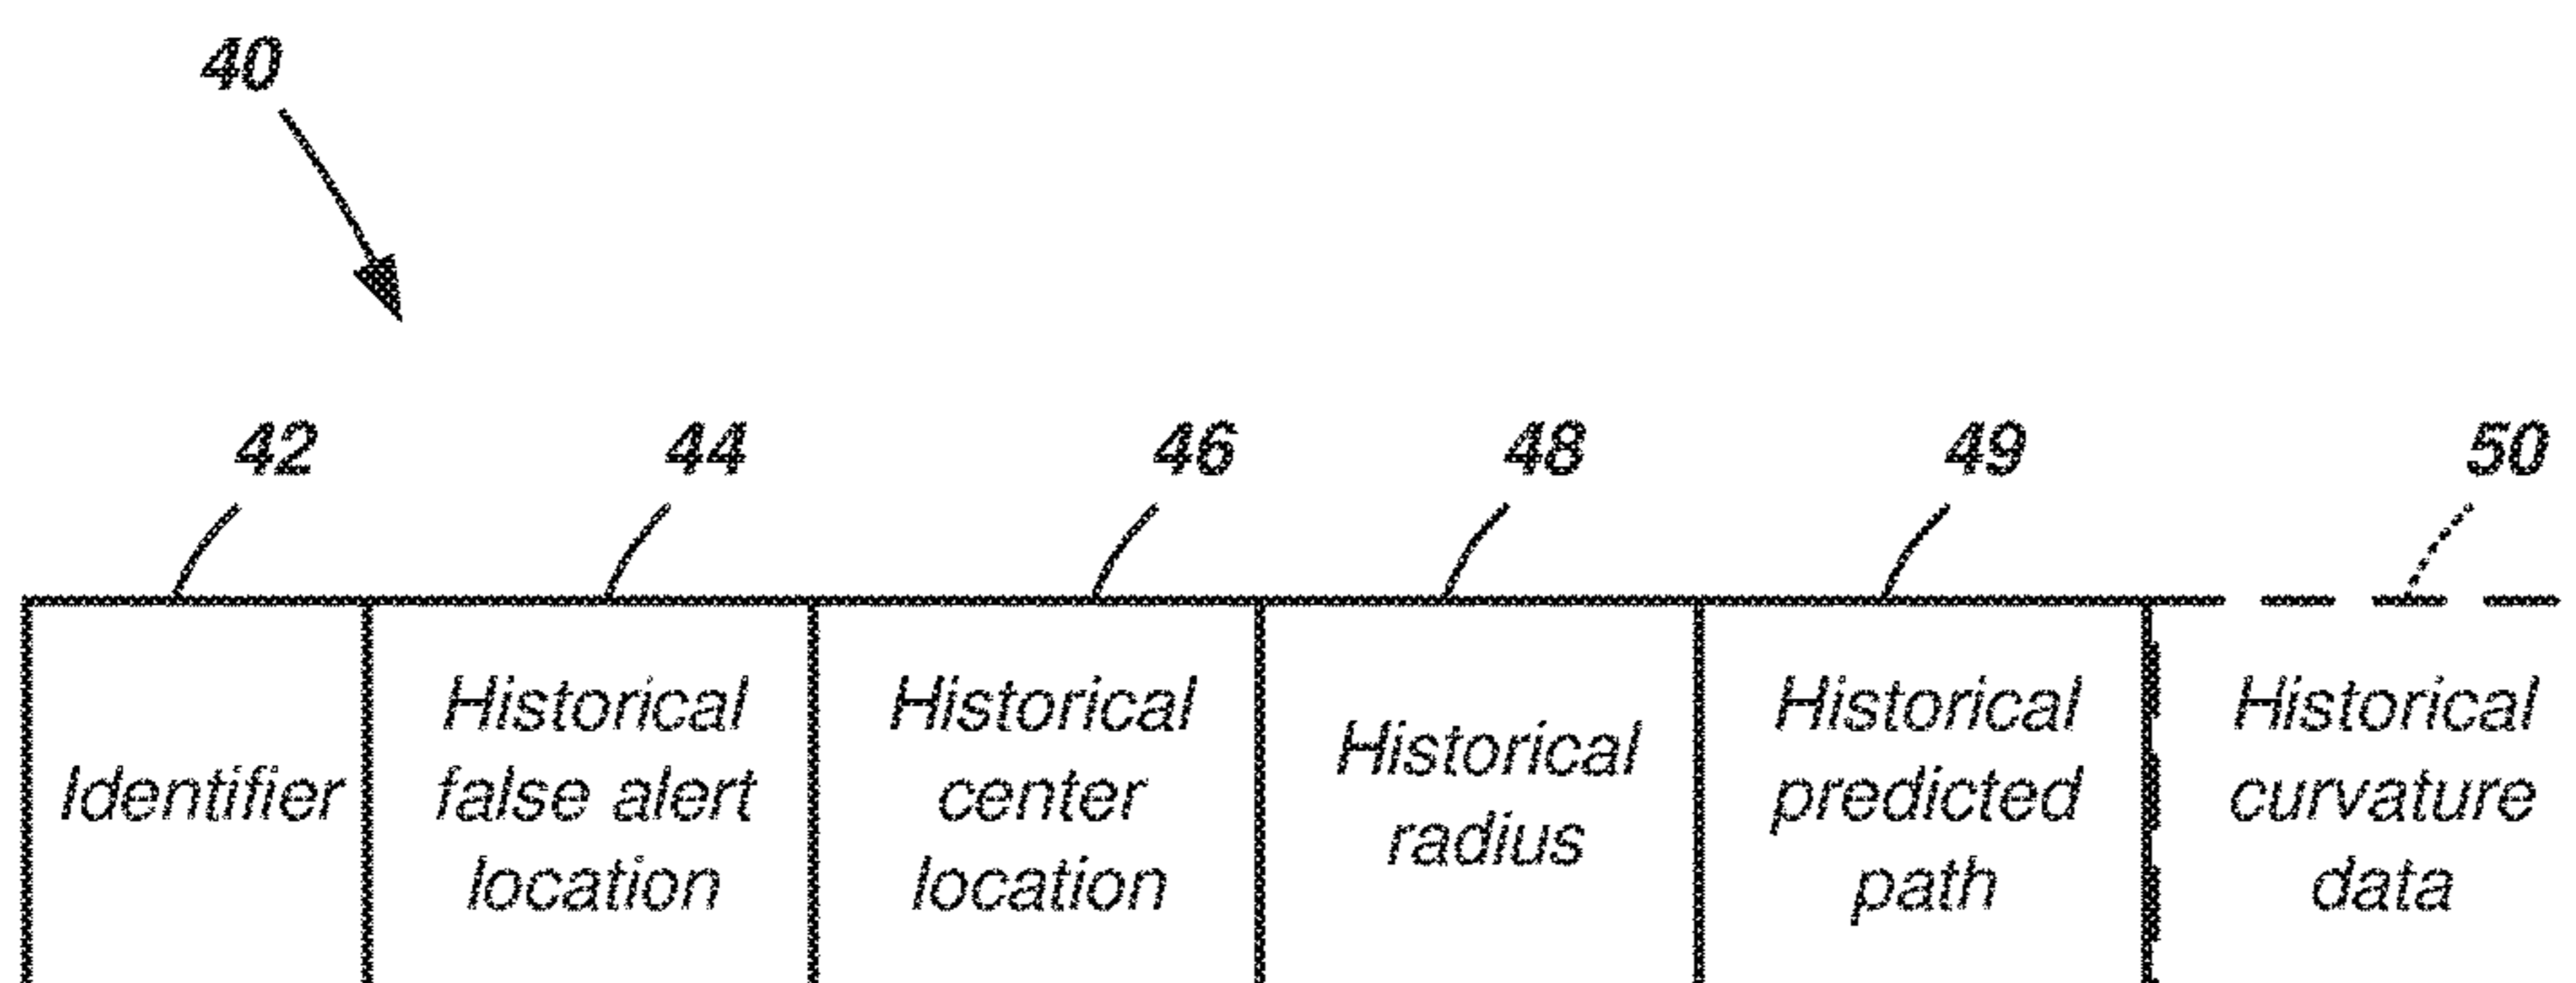 40
42
44
46
48
49
50
Identifier
Historical
false alert
location
Historical
center
location
Historical
radius
Historical
predicted
path
Historical
curvature
data